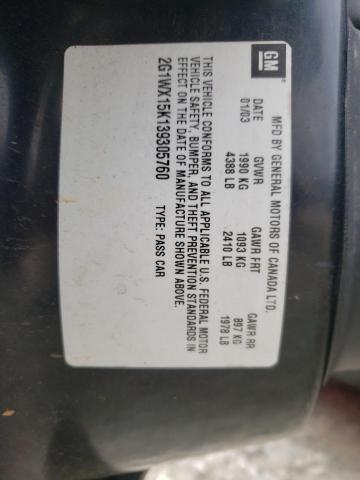 GM
MFD BY GENERAL MOTORS OF CANADA LTD.
DATE GVWR GAWR FRT GAWR RR
01/03 1990 KG 1093 KG 897 KG
4388 LB 2410 LB 1978 LB
THIS VEHICLE CONFORMS TO ALL APPLICABLE U.S. FEDERAL MOTOR
VEHICLE SAFETY, BUMPER, AND THEFT PREVENTION STANDARDS IN
EFFECT ON THE DATE OF MANUFACTURE SHOWN ABOVE.
2G1WX15K139305760 TYPE: PASS CAR